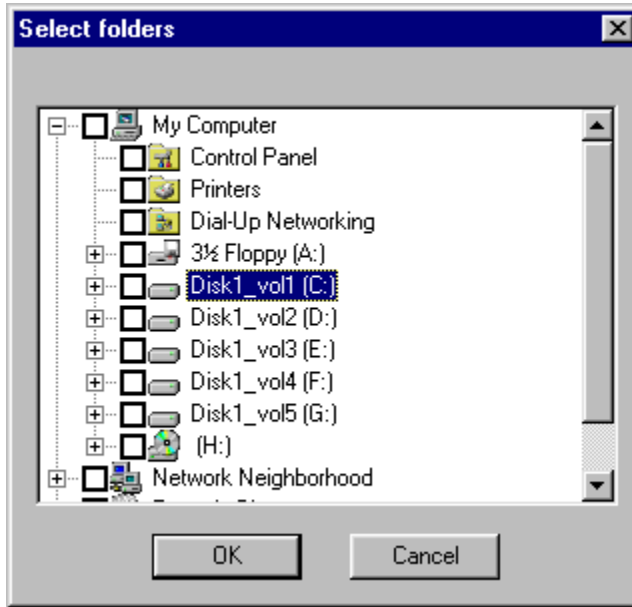 Select folders
My Computer
Control Panel
Printers
Dial-Up Networking
3½ Floppy (A:)
Disk1_vol1 (C:)
Disk1_vol2 (D:)
Disk1_vol3 (E:)
Disk1_vol4 (F:)
Disk1_vol5 (G:)
(H:)
Network Neighborhood
OK Cancel